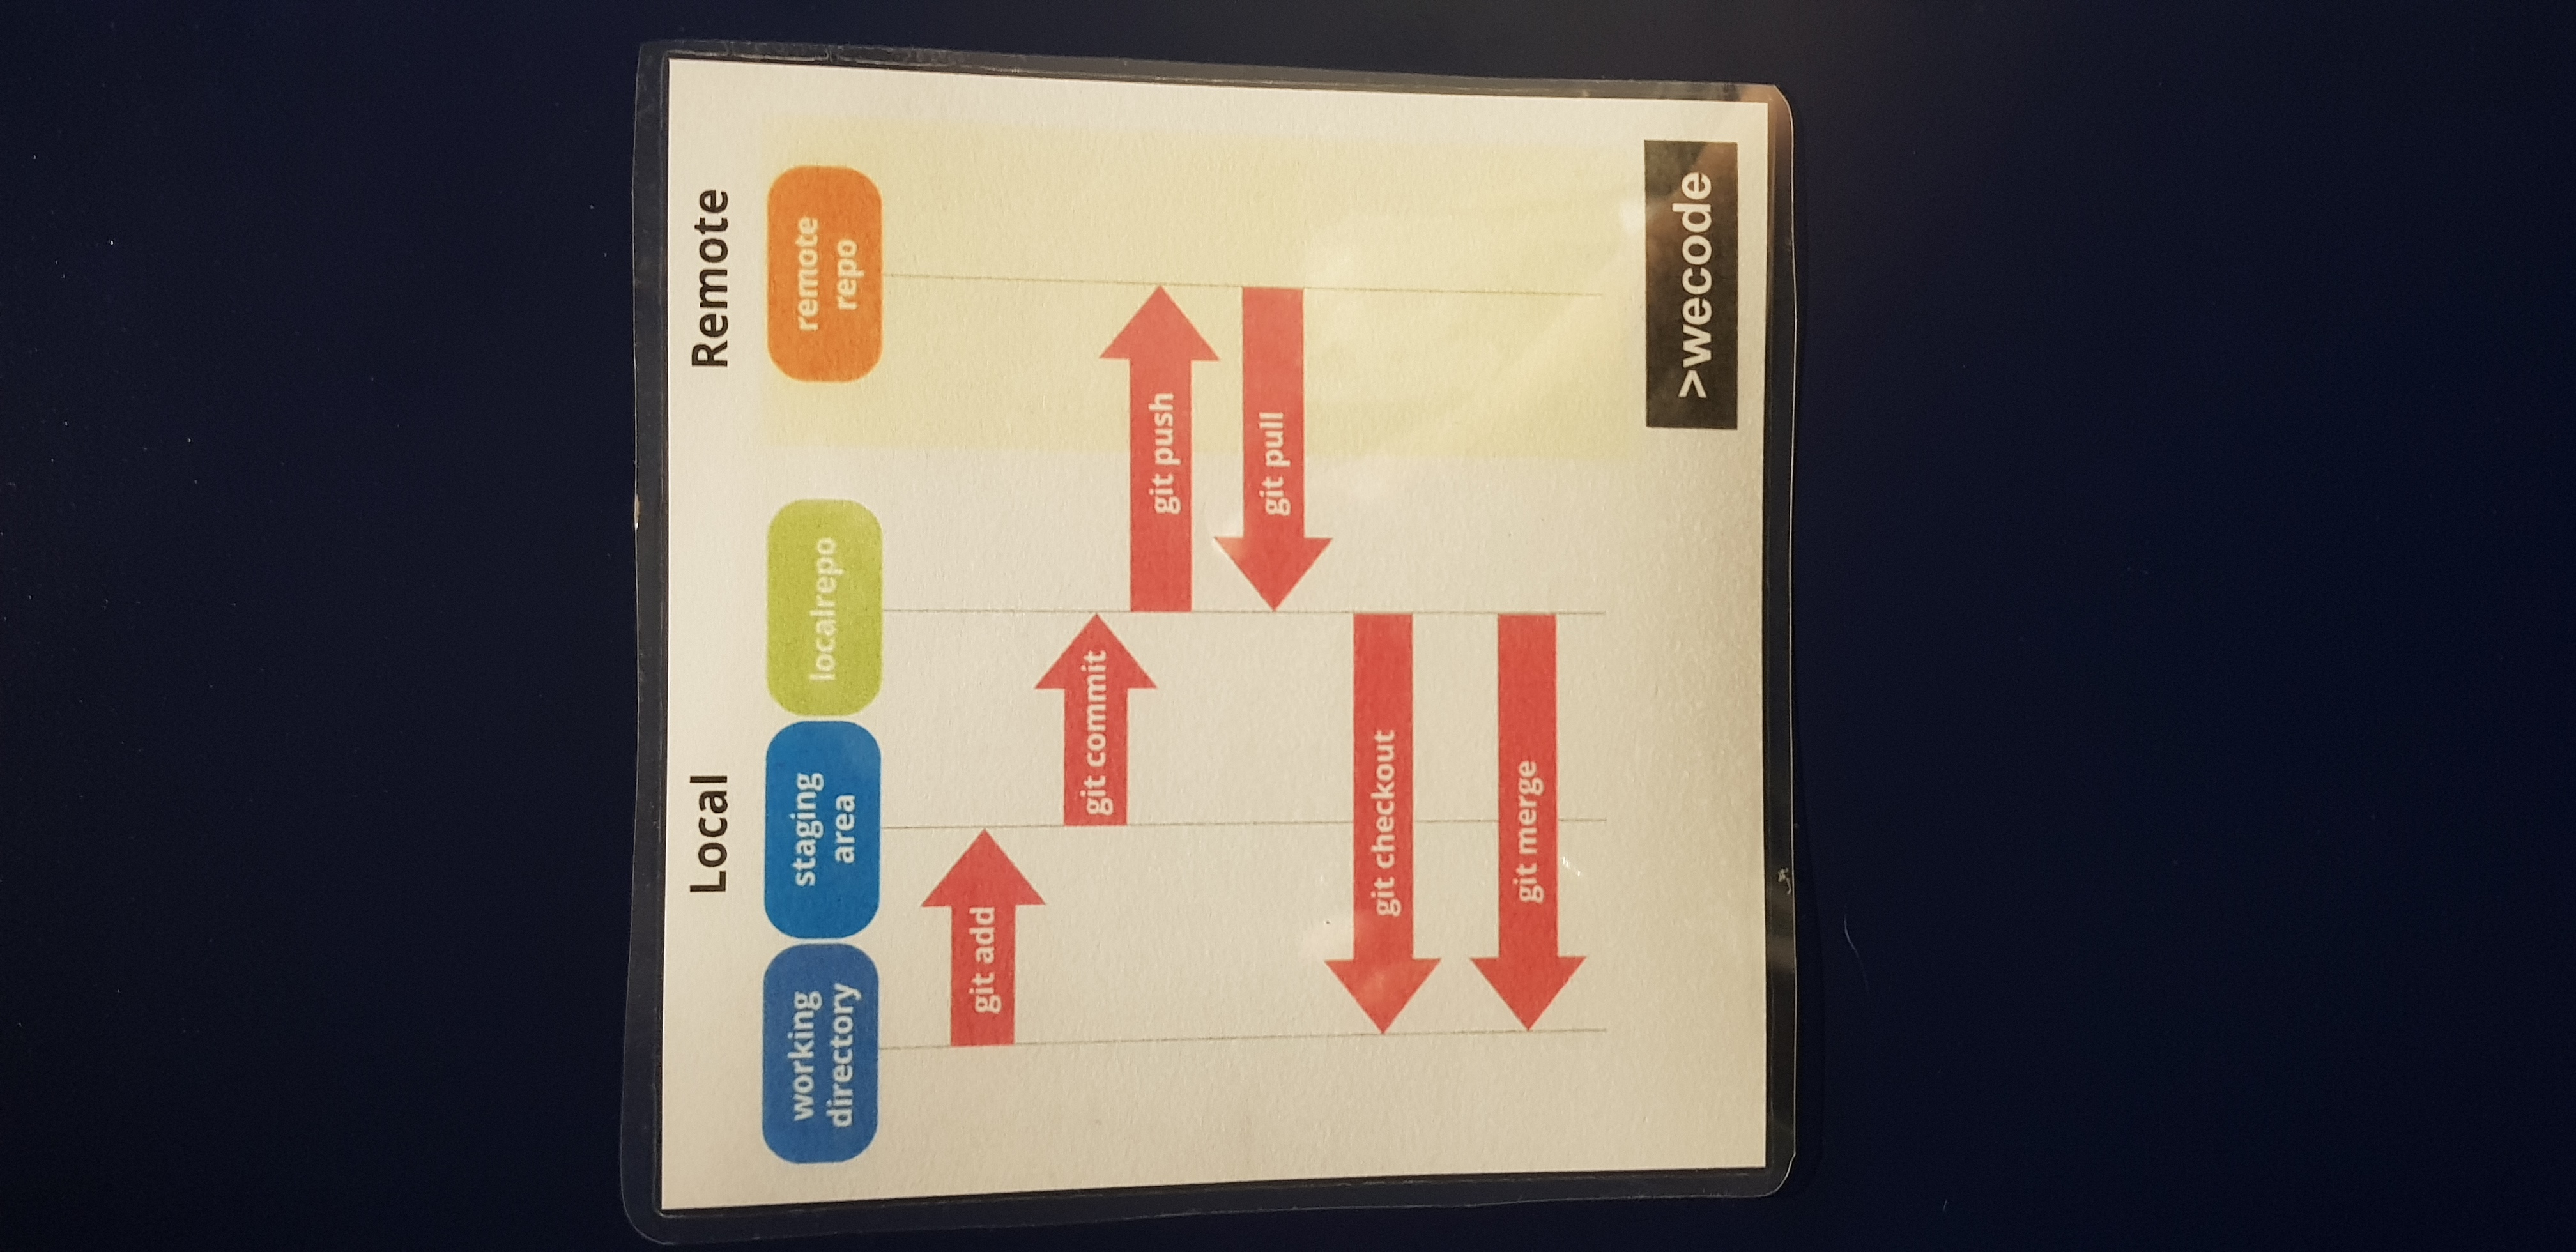 Local
Remote
working
directory
staging
area
localrepo
remote
repo
git add
git commit
git push
git pull
git checkout
git merge
>wecode